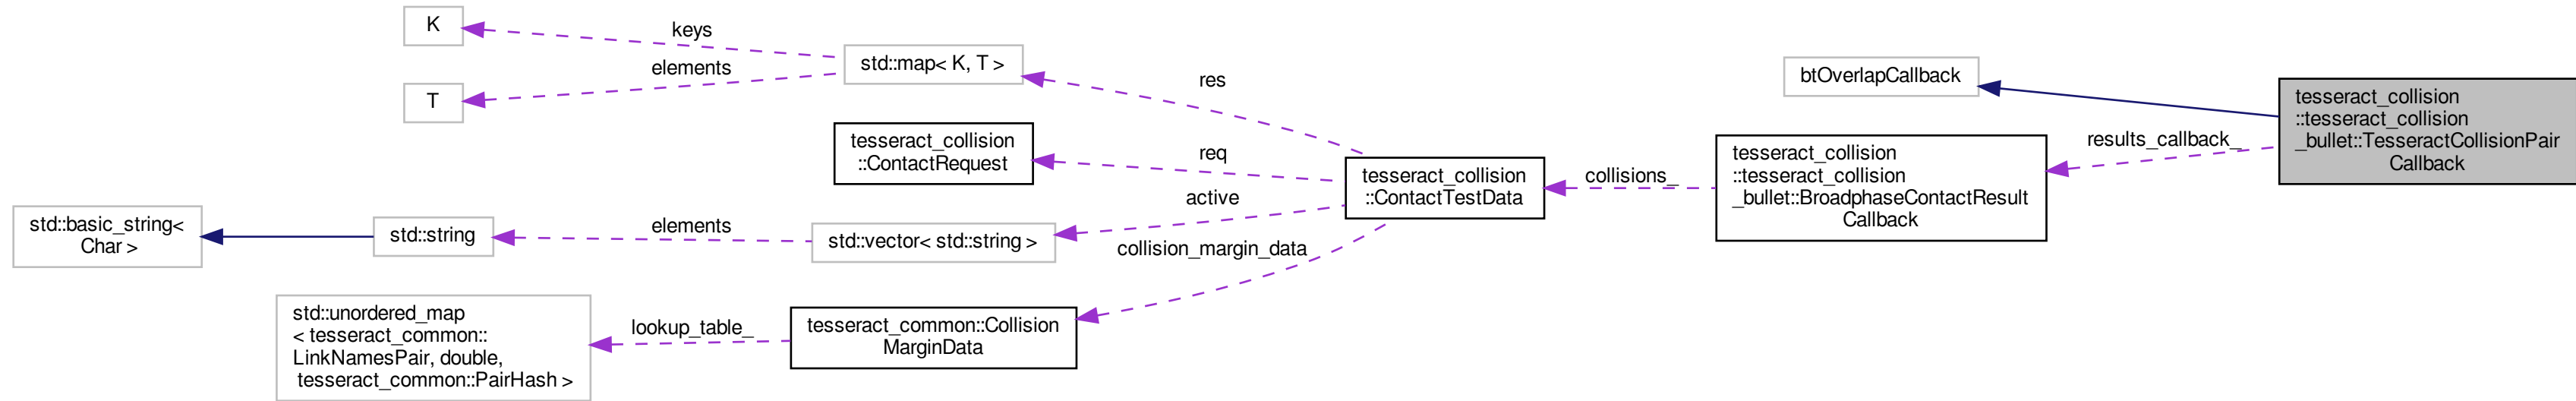 K
keys
T
elements
std::map< K, T >
res
tesseract_collision
::ContactRequest
req
active
std::basic_string<
Char >
std::string
elements
std::vector< std::string >
collision_margin_data
std::unordered_map
< tesseract_common::
LinkNamesPair, double,
tesseract_common::PairHash >
lookup_table_
tesseract_common::Collision
MarginData
tesseract_collision
::ContactTestData
collisions_
btOverlapCallback
tesseract_collision
::tesseract_collision
_bullet::BroadphaseContactResult
Callback
results_callback_
tesseract_collision
::tesseract_collision
_bullet::TesseractCollisionPair
Callback